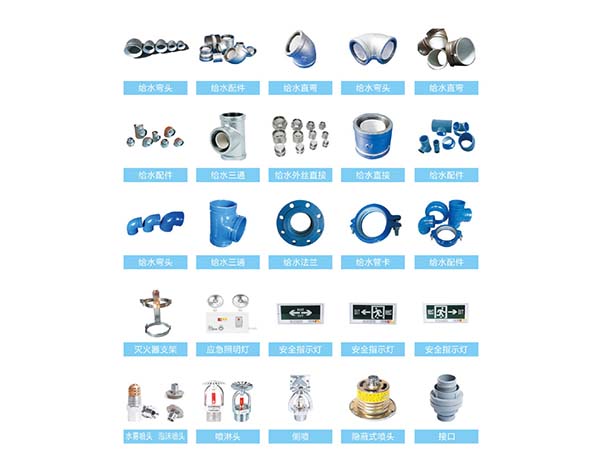 给水弯头 给水配件 给水直弯 给水弯头 给水直弯
给水配件 给水三通 给水外丝直接 给水直接 给水配件
给水弯头 给水三通 给水法兰 给水管卡 给水配件
灭火器支架 应急照明灯 安全指示灯 安全指示灯 安全指示灯
水雾喷头 泡沫喷头 喷淋头 侧喷 隐蔽式喷头 接口